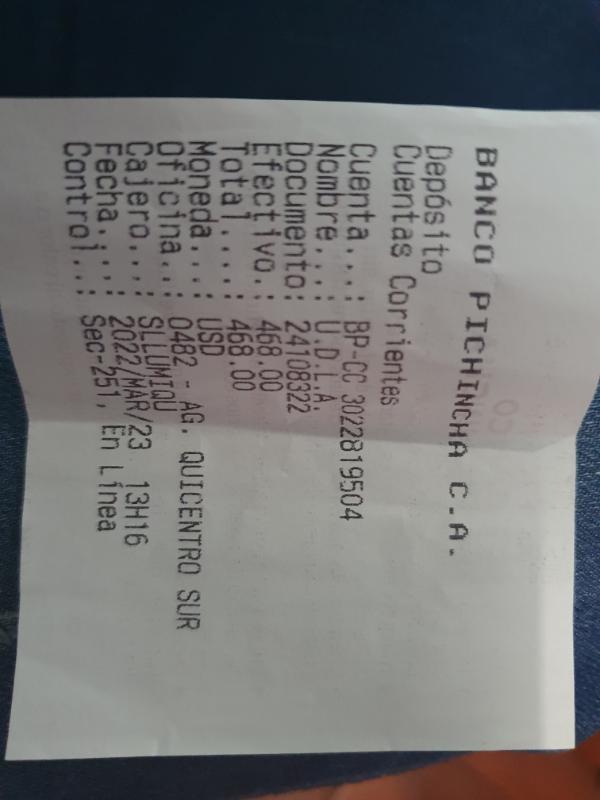 BANCO PICHINCHA C.A.
Depósito
Cuentas Corrientes
Cuenta...: BP-CC 3022819504
Nombre...: U.D.L.A.
Documento: 24108322
Efectivo.: 468.00
Total....: 468.00
Moneda...: USD
Oficina..: 0482 - AG. QUICENTRO SUR
Cajero...: SLLUMIQU
Fecha....: 2022/MAR/23 13H16
Control..: Sec-251, En Línea